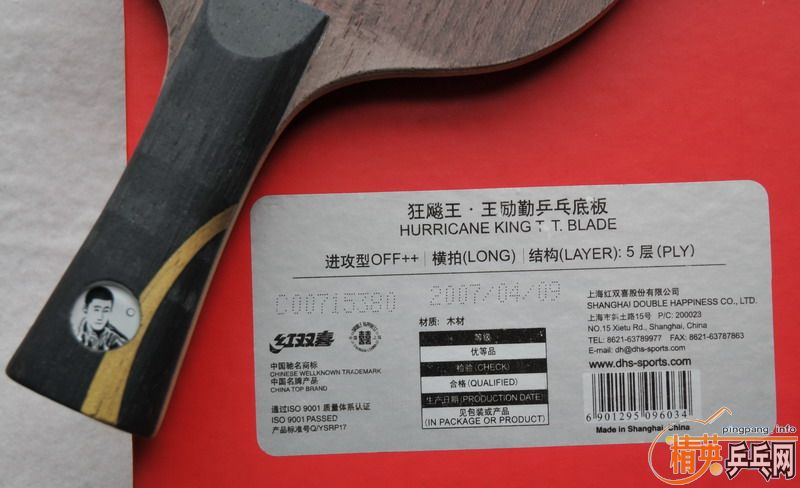 狂飚王·王励勤乒乓底板
HURRICANE KING T.T. BLADE
进攻型OFF++ 横拍(LONG) 结构(LAYER): 5 层(PLY)
C00715390 2007/04/09
红双喜
中国驰名商标
CHINESE WELLKNOWN TRADEMARK
中国名牌产品
CHINA TOP BRAND
通过ISO 9001 质量体系认证
ISO 9001 PASSED
产品标准号Q/YSRP17
材质: 木材
等级
优等品
检验(CHECK)
合格(QUALIFIED)
生产日期(PRODUCTION DATE)
见包装或产品
(IN PACKAGE OR PRODUCT)
上海红双喜股份有限公司
SHANGHAI DOUBLE HAPPINESS CO., LTD.
上海市斜土路15号 P/C: 200023
NO.15 Xietu Rd., Shanghai, China
TEL: 8621-63789977 FAX: 8621-63787863
E-mail: dh@dhs-sports.com
www.dhs-sports.com
6 901295 096034
Made in Shanghai,China
pingpang_info
精英乒乓网